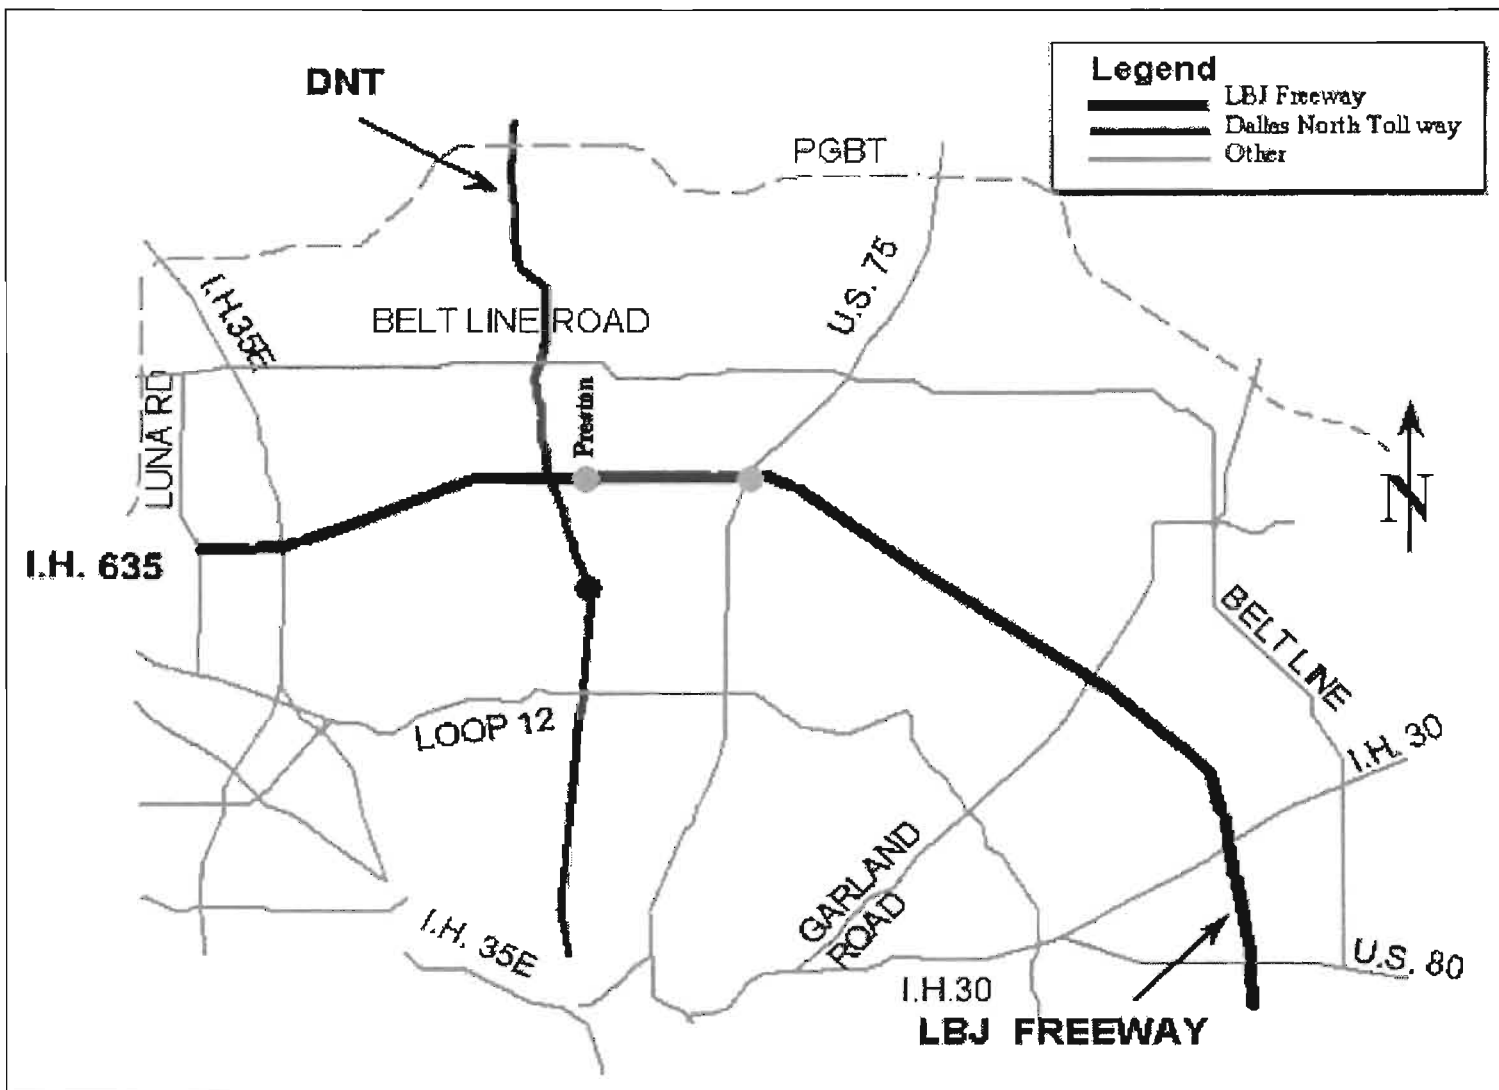 DNT
Legend
LBJ Freeway
Dallas North Toll way
Other
PGBT
I.H.35E
BELT LINE ROAD
U.S. 75
LUNA RD
Preston
N
I.H. 635
BELT LINE
LOOP 12
I.H. 30
GARLAND
ROAD
I.H. 35E
U.S. 80
I.H.30
LBJ FREEWAY